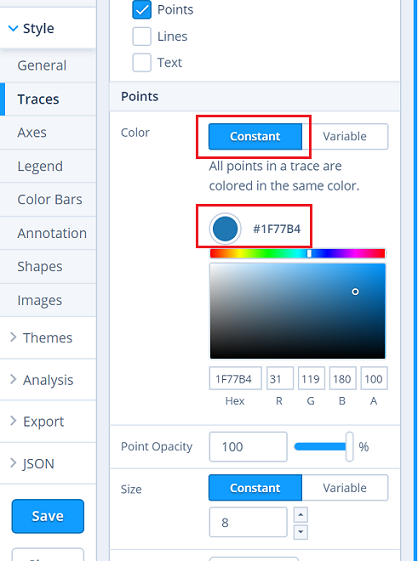 Style
General
Traces
Axes
Legend
Color Bars
Annotation
Shapes
Images
Themes
Analysis
Export
JSON
Save
Points
Lines
Text
Points
Color
Constant
Variable
All points in a trace are
colored in the same color.
#1F77B4
1F77B4 31 119 180 100
Hex R G B A
Point Opacity 100 %
Size
Constant
Variable
8